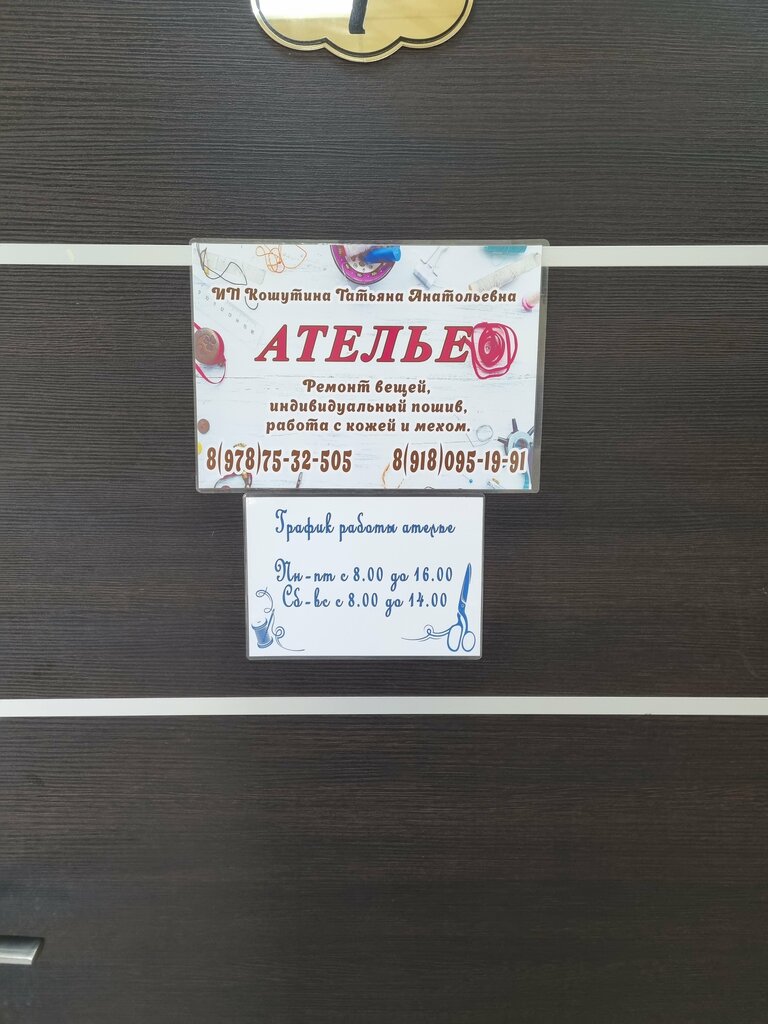 ИП Кошутина Татьяна Анатольевна
АТЕЛЬЕ
Ремонт вещей,
индивидуальный пошив,
работа с кожей и мехом.
8(978)75-32-505 8(918)095-19-91
График работы ателье
Пн-пт с 8.00 до 16.00
Сб-вс с 8.00 до 14.00